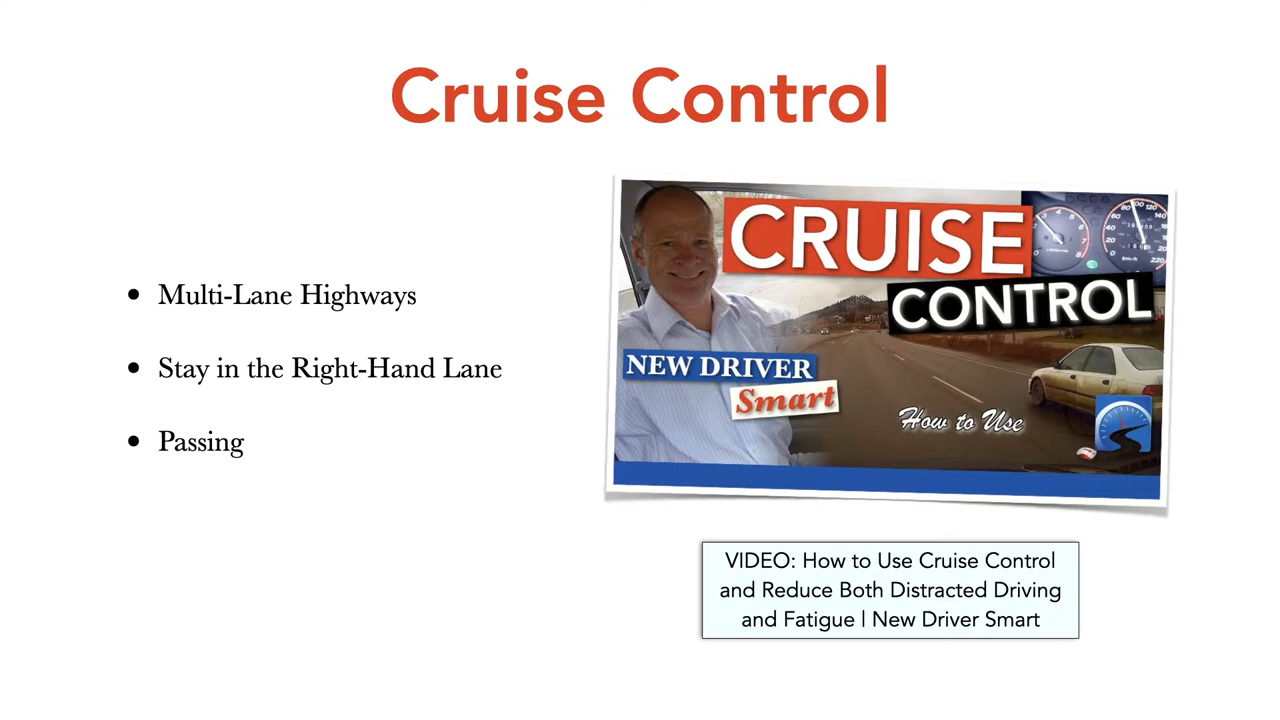 Cruise Control
• Multi-Lane Highways
• Stay in the Right-Hand Lane
• Passing
CRUISE
CONTROL
NEW DRIVER
Smart
How to Use
VIDEO: How to Use Cruise Control
and Reduce Both Distracted Driving
and Fatigue | New Driver Smart